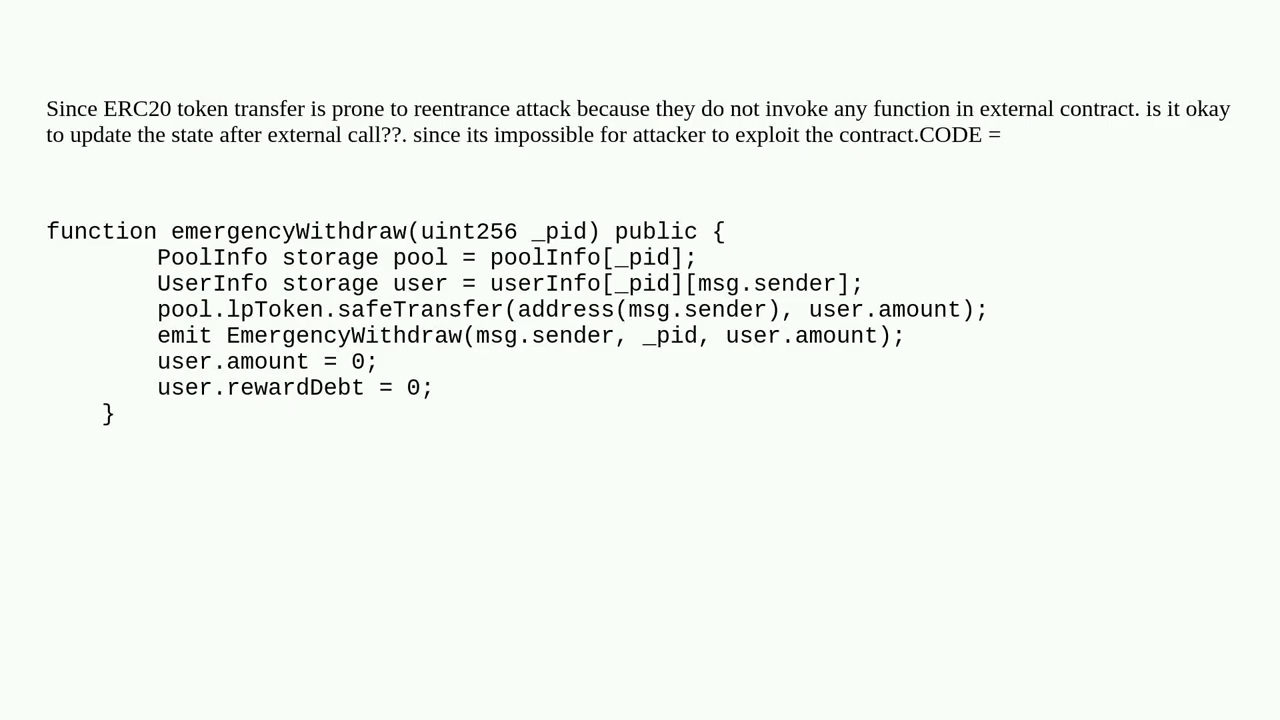 Since ERC20 token transfer is prone to reentrance attack because they do not invoke any function in external contract. is it okay
to update the state after external call??. since its impossible for attacker to exploit the contract.CODE =
function emergencyWithdraw(uint256 _pid) public {
        PoolInfo storage pool = poolInfo[_pid];
        UserInfo storage user = userInfo[_pid][msg.sender];
        pool.lpToken.safeTransfer(address(msg.sender), user.amount);
        emit EmergencyWithdraw(msg.sender, _pid, user.amount);
        user.amount = 0;
        user.rewardDebt = 0;
    }